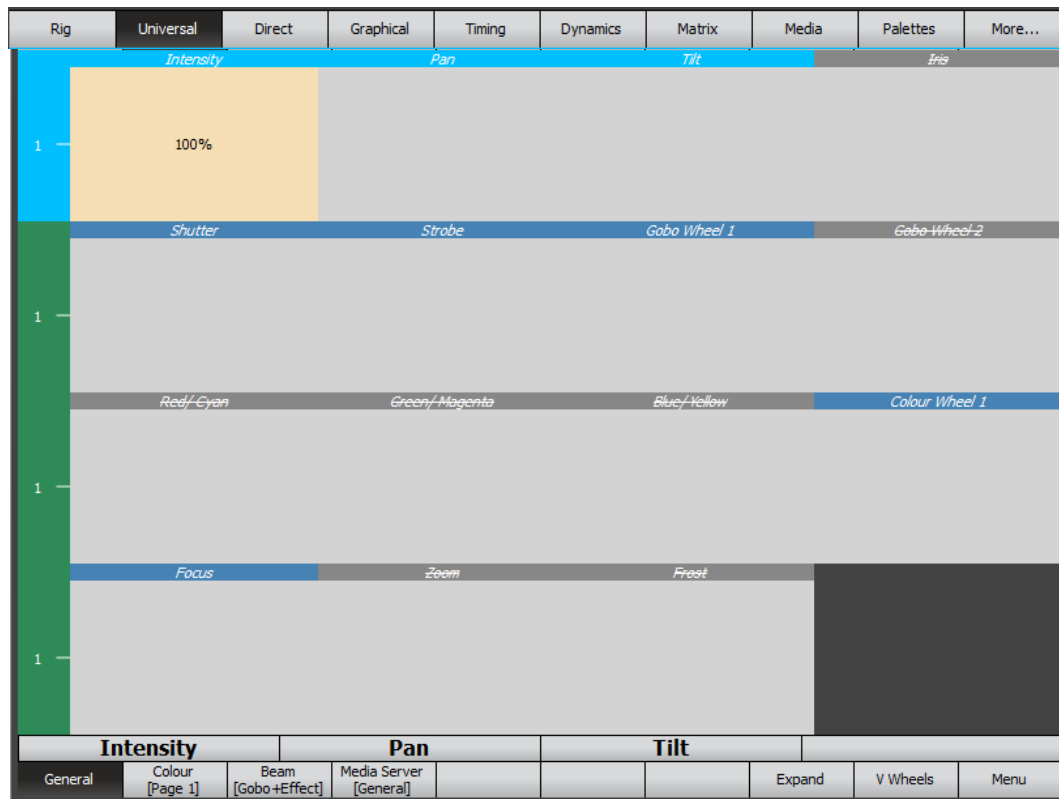 Rig Universal Direct Graphical Timing Dynamics Matrix Media Palettes More...
Intensity Pan Tilt Iris
1 100%
Shutter Strobe Gobo Wheel 1 Gobo Wheel 2
1
Red/ Cyan Green/ Magenta Blue/ Yellow Colour Wheel 1
1
Focus Zoom Frost
1
Intensity Pan Tilt
General Colour [Page 1] Beam [Gobo+Effect] Media Server [General] Expand V Wheels Menu